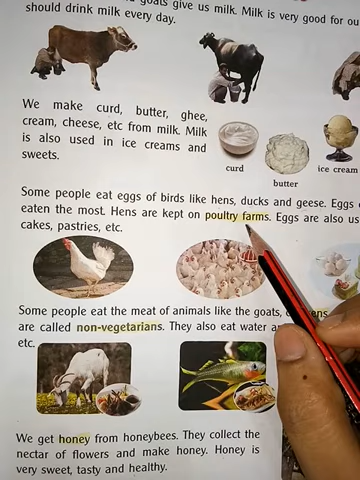 goats give us milk. Milk is very good for ou
should drink milk every day.
We make curd, butter, ghee,
cream, cheese, etc from milk. Milk
is also used in ice creams and
sweets.
curd
butter
ice cream
Some people eat eggs of birds like hens, ducks and geese. Eggs
eaten the most. Hens are kept on poultry farms. Eggs are also us
cakes, pastries, etc.
Some people eat the meat of animals like the goats,
are called non-vegetarians. They also eat water
etc.
We get honey from honeybees. They collect the
nectar of flowers and make honey. Honey is
very sweet, tasty and healthy.